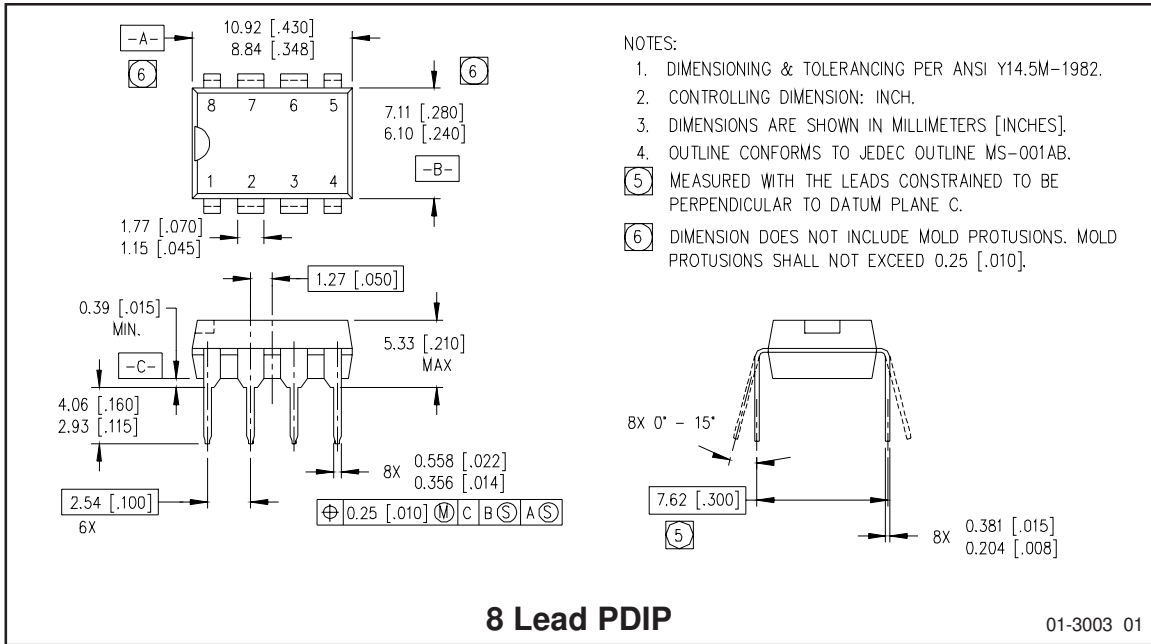 -A-
10.92 [.430]
8.84 [.348]
6
6
8 7 6 5
7.11 [.280]
6.10 [.240]
-B-
1 2 3 4
1.77 [.070]
1.15 [.045]
1.27 [.050]
0.39 [.015]
MIN.
5.33 [.210]
MAX
-C-
4.06 [.160]
2.93 [.115]
8X 0.558 [.022]
0.356 [.014]
2.54 [.100]
6X
⌖ 0.25 [.010] Ⓜ C B Ⓢ A Ⓢ
NOTES:
1. DIMENSIONING & TOLERANCING PER ANSI Y14.5M-1982.
2. CONTROLLING DIMENSION: INCH.
3. DIMENSIONS ARE SHOWN IN MILLIMETERS [INCHES].
4. OUTLINE CONFORMS TO JEDEC OUTLINE MS-001AB.
5 MEASURED WITH THE LEADS CONSTRAINED TO BE
PERPENDICULAR TO DATUM PLANE C.
6 DIMENSION DOES NOT INCLUDE MOLD PROTUSIONS. MOLD
PROTUSIONS SHALL NOT EXCEED 0.25 [.010].
8X 0° - 15°
7.62 [.300]
5
8X 0.381 [.015]
0.204 [.008]
8 Lead PDIP
01-3003 01